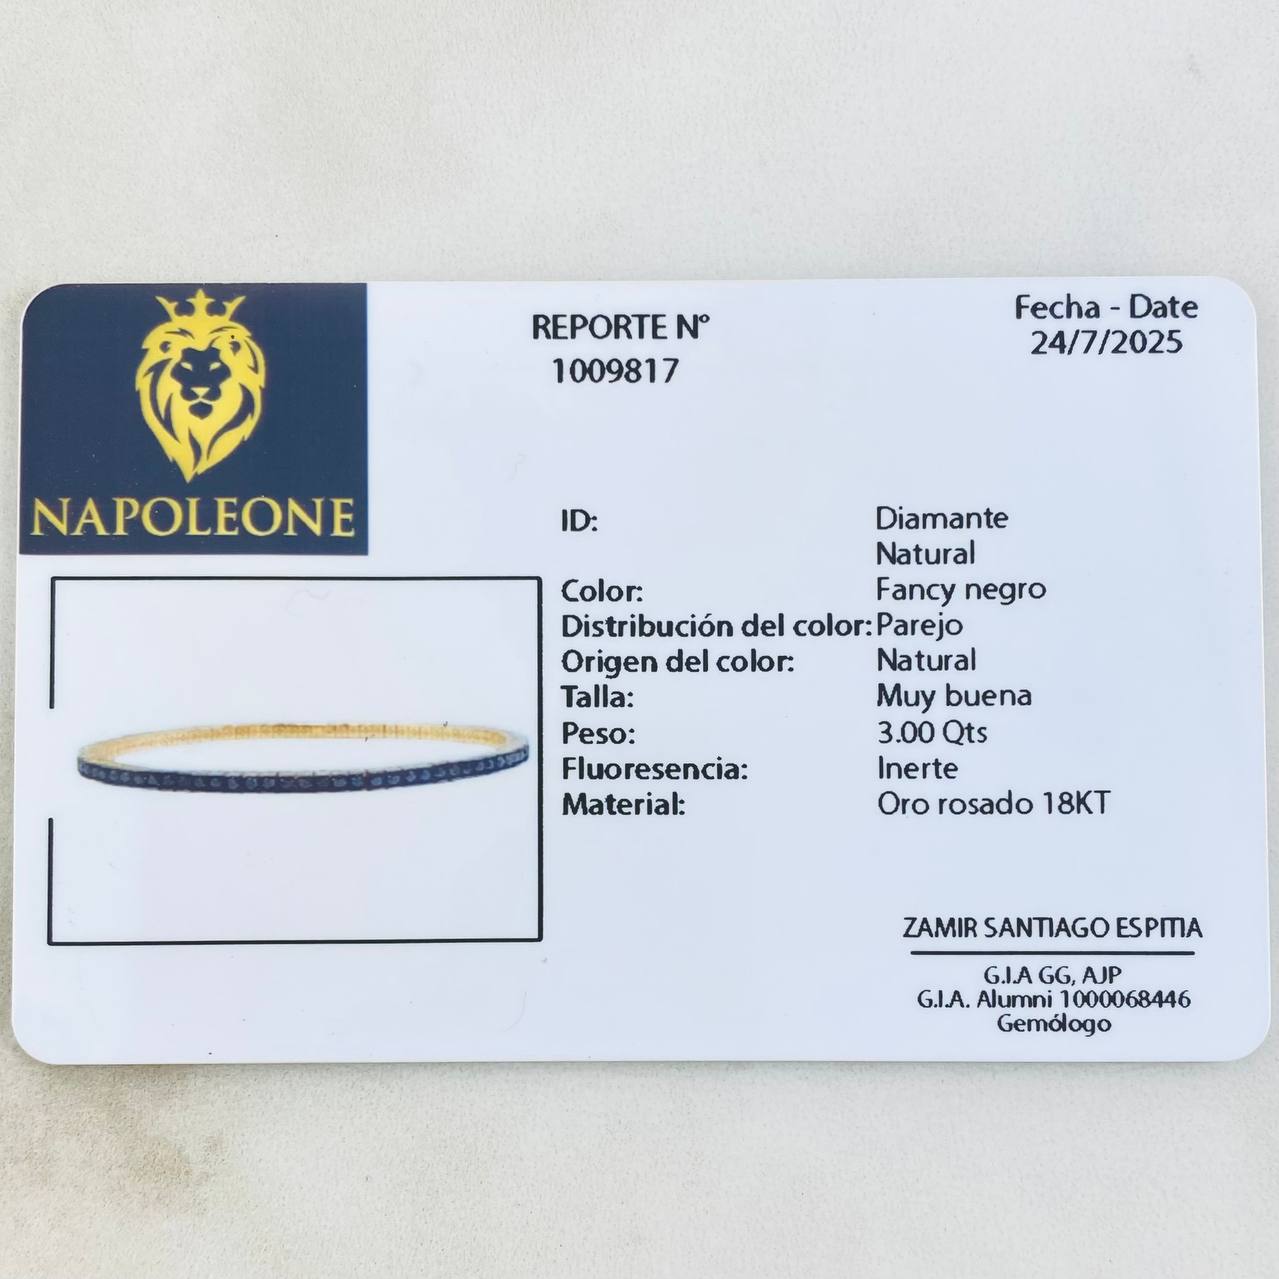 NAPOLEONE
REPORTE N°
1009817
Fecha - Date
24/7/2025
ID: Diamante
Natural
Color: Fancy negro
Distribución del color: Parejo
Origen del color: Natural
Talla: Muy buena
Peso: 3.00 Qts
Fluoresencia: Inerte
Material: Oro rosado 18KT
ZAMIR SANTIAGO ESPITIA
G.I.A GG, AJP
G.I.A. Alumni 1000068446
Gemólogo